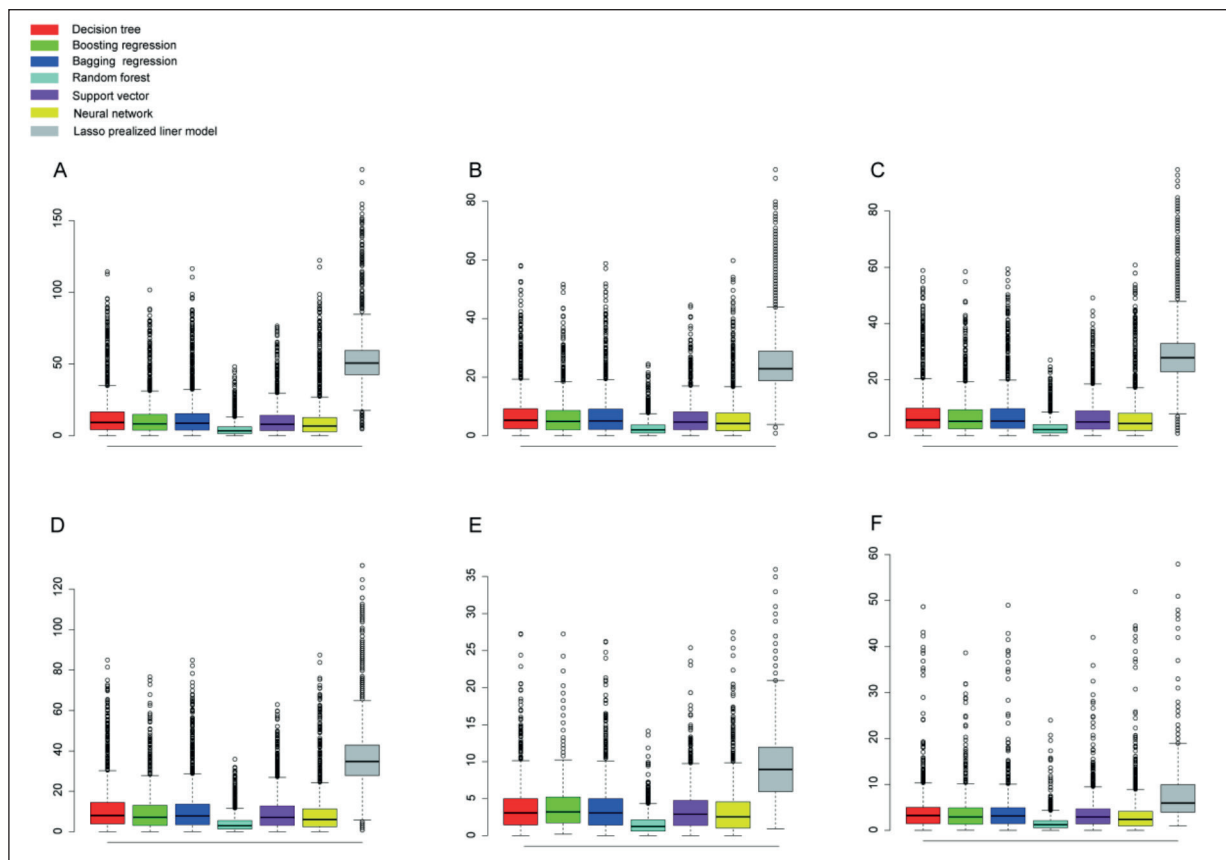 Decision tree
Boosting regression
Bagging regression
Random forest
Support vector
Neural network
Lasso prealized liner model
A
150
100
50
0
B
80
60
40
20
0
C
80
60
40
20
0
D
120
100
80
60
40
20
0
E
35
30
25
20
15
10
5
0
F
60
50
40
30
20
10
0